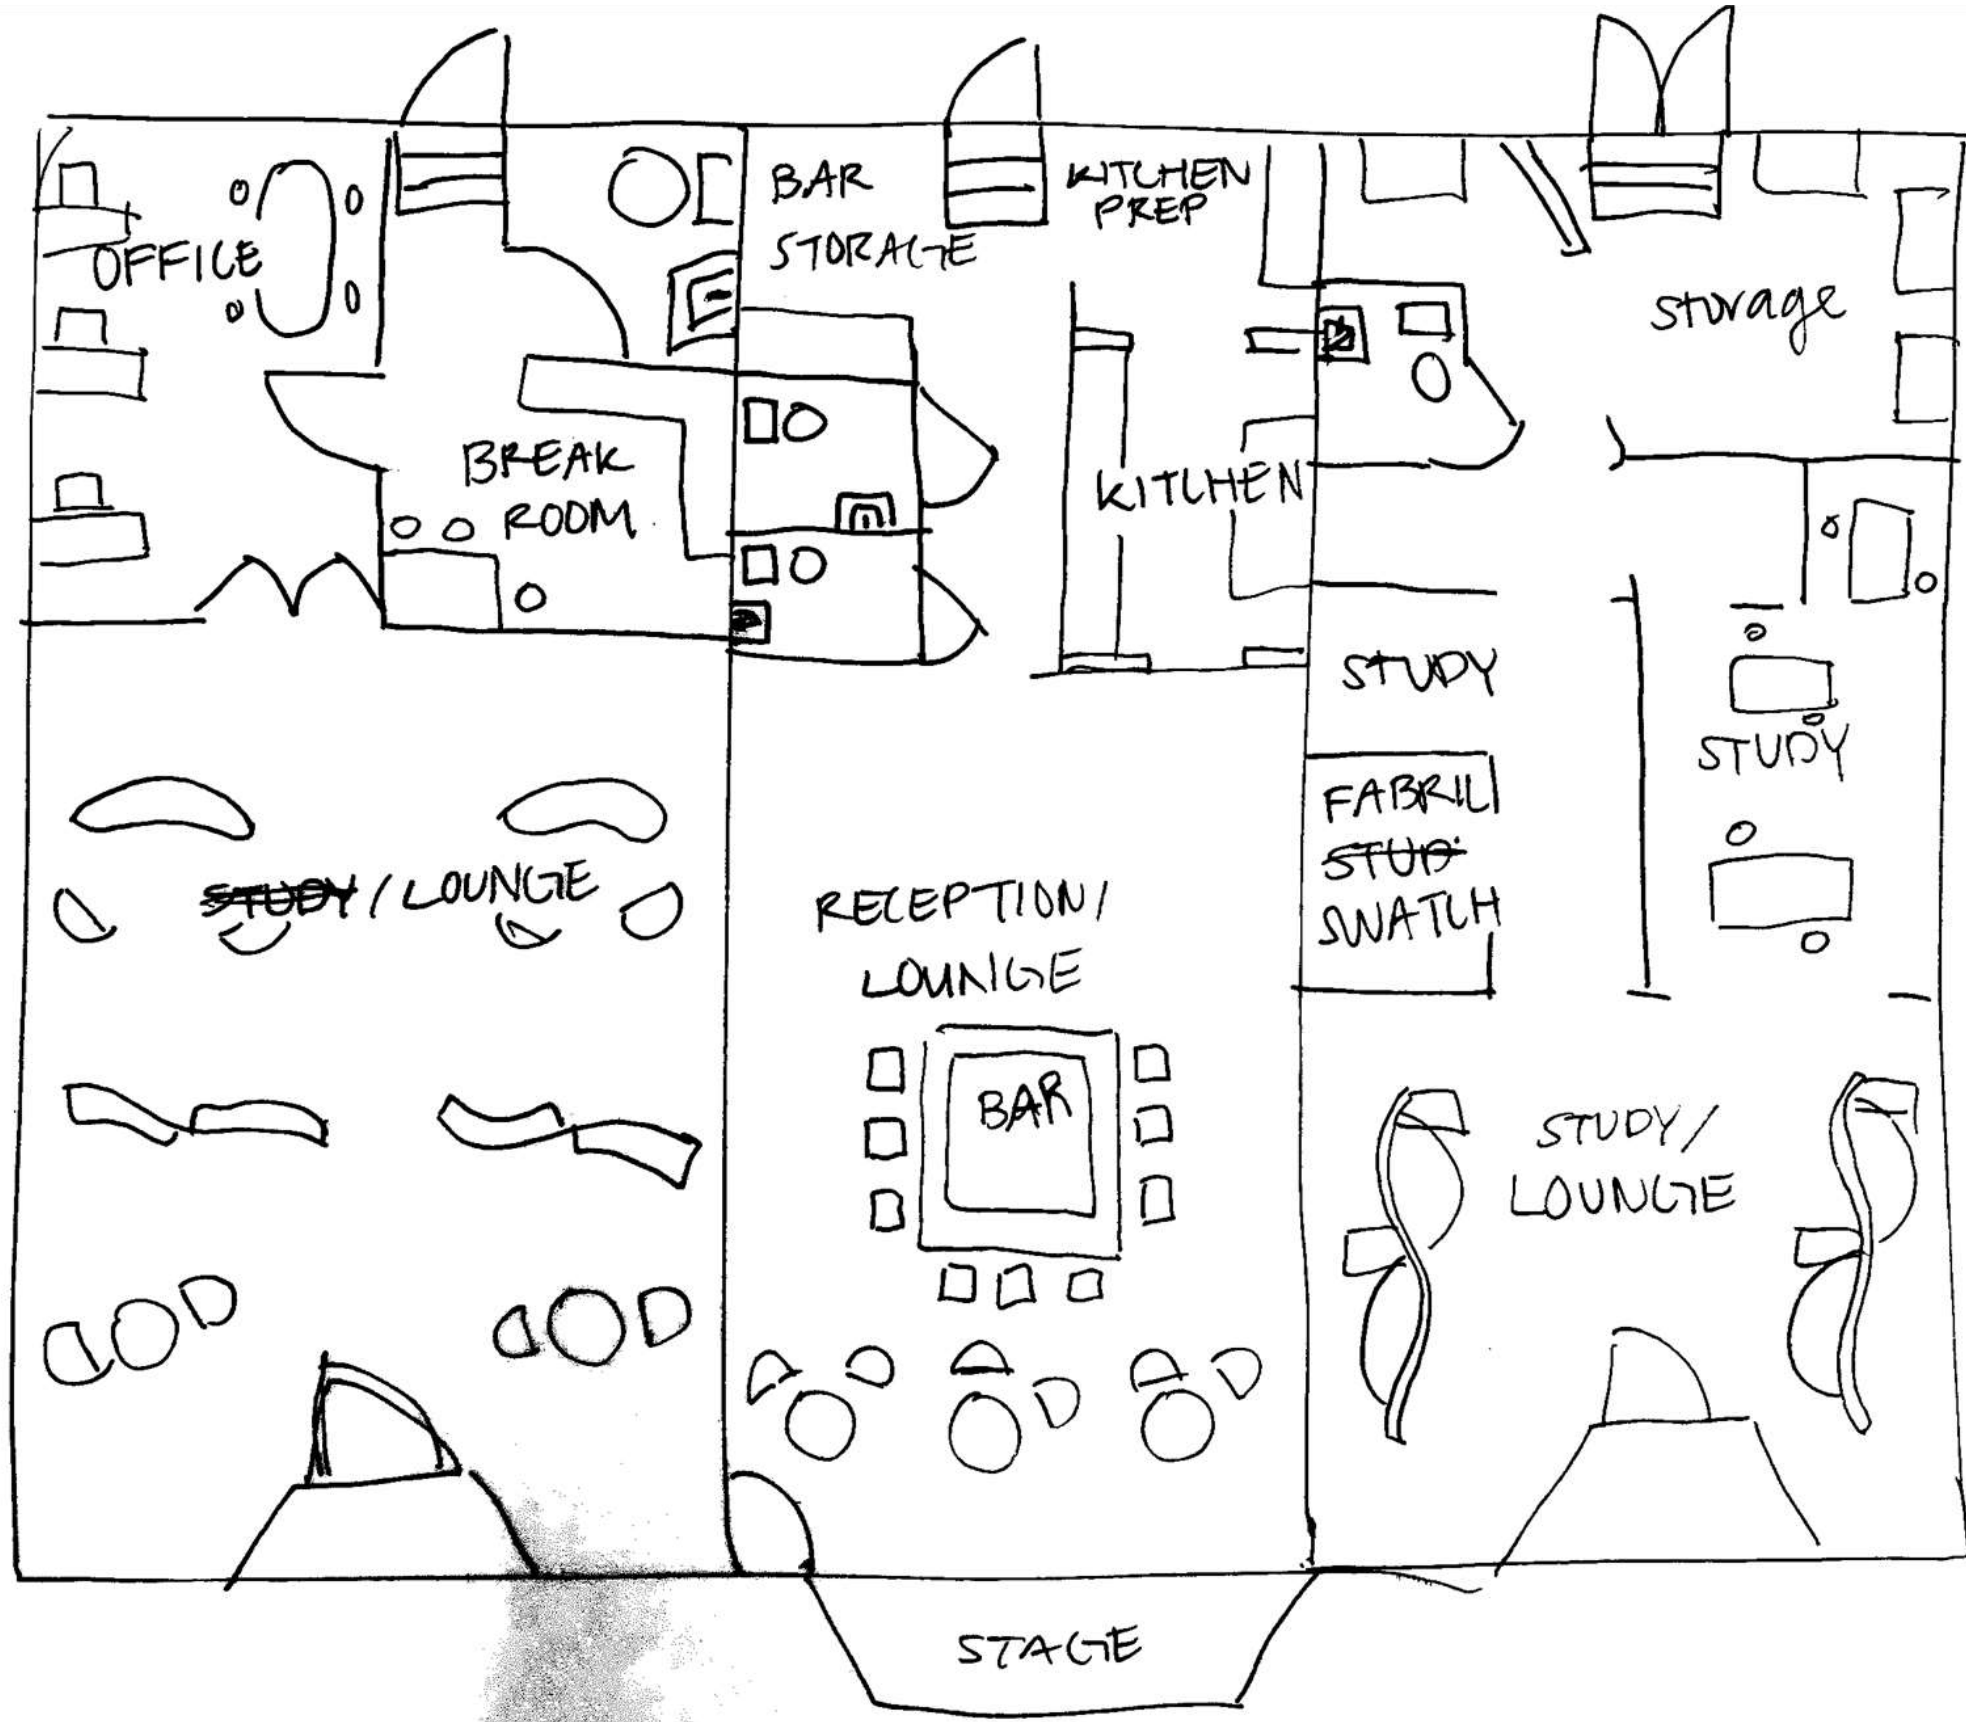 OFFICE
BAR
STORAGE
KITCHEN
PREP
Storage
BREAK
ROOM
KITCHEN
STUDY
STUDY
FABRIC
STUD
SWATCH
STUDY / LOUNGE
RECEPTION/
LOUNGE
BAR
STUDY/
LOUNGE
STAGE